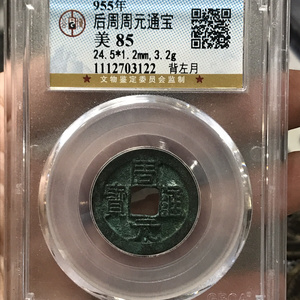 955年
后周周元通宝
美 85
24.5*1.2mm,3.2g
1112703122 背左月
★ 文物鉴定委员会监制 ★
周
寶 通
元